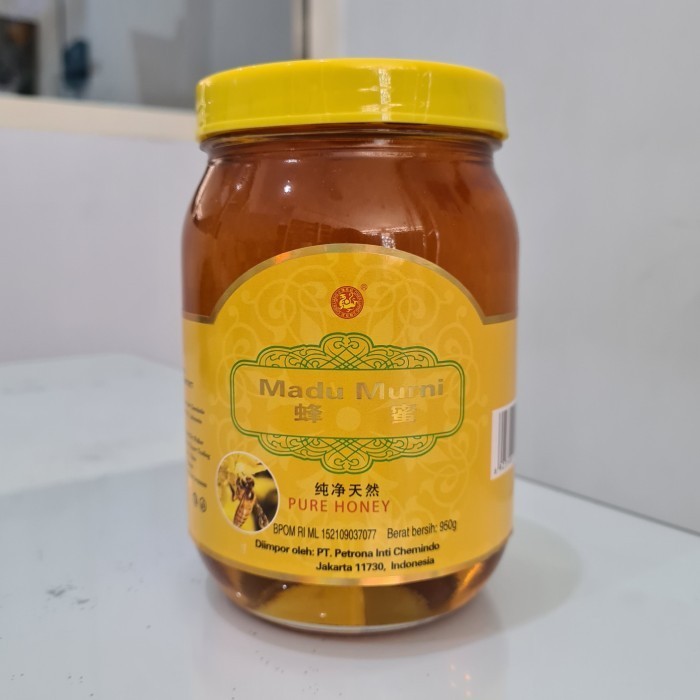 Madu Murni
蜂 蜜
纯净天然
PURE HONEY
BPOM RI ML 152109037077 Berat bersih: 950g
Diimpor oleh: PT. Petrona Inti Chemindo
Jakarta 11730, Indonesia